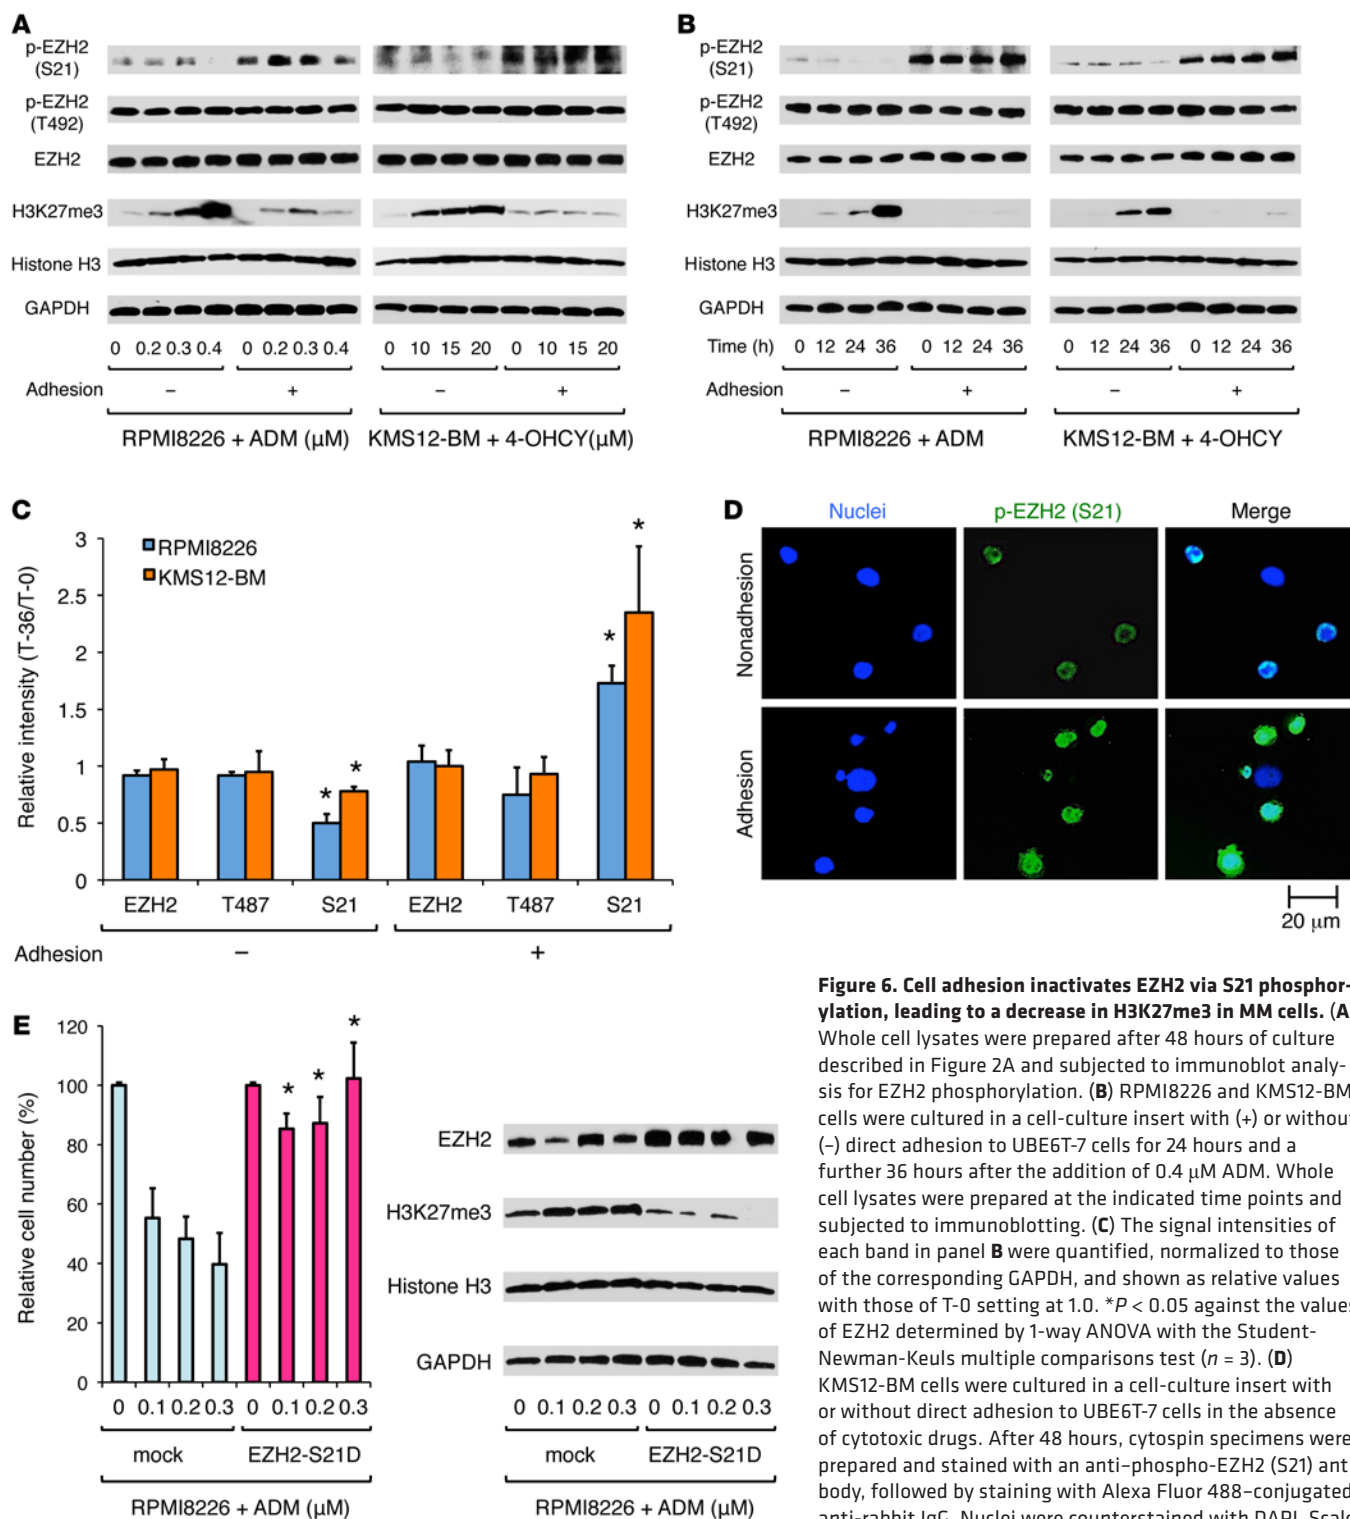 A
p-EZH2
(S21)
p-EZH2
(T492)
EZH2
H3K27me3
Histone H3
GAPDH
0 0.2 0.3 0.4 0 0.2 0.3 0.4 0 10 15 20 0 10 15 20
Adhesion – + – +
RPMI8226 + ADM (μM) KMS12-BM + 4-OHCY(μM)
B
p-EZH2
(S21)
p-EZH2
(T492)
EZH2
H3K27me3
Histone H3
GAPDH
Time (h) 0 12 24 36 0 12 24 36 0 12 24 36 0 12 24 36
Adhesion – + – +
RPMI8226 + ADM KMS12-BM + 4-OHCY
C
Relative intensity (T-36/T-0)
3
2.5
2
1.5
1
0.5
0
RPMI8226
KMS12-BM
* * * *
EZH2 T487 S21 EZH2 T487 S21
Adhesion – +
D
Nuclei p-EZH2 (S21) Merge
Nonadhesion
Adhesion
20 μm
E
Relative cell number (%)
120
100
80
60
40
20
0
* * *
0 0.1 0.2 0.3 0 0.1 0.2 0.3
mock EZH2-S21D
RPMI8226 + ADM (μM)
EZH2
H3K27me3
Histone H3
GAPDH
0 0.1 0.2 0.3 0 0.1 0.2 0.3
mock EZH2-S21D
RPMI8226 + ADM (μM)
Figure 6. Cell adhesion inactivates EZH2 via S21 phosphor-
ylation, leading to a decrease in H3K27me3 in MM cells. (A
Whole cell lysates were prepared after 48 hours of culture
described in Figure 2A and subjected to immunoblot analy-
sis for EZH2 phosphorylation. (B) RPMI8226 and KMS12-BM
cells were cultured in a cell-culture insert with (+) or without
(–) direct adhesion to UBE6T-7 cells for 24 hours and a
further 36 hours after the addition of 0.4 μM ADM. Whole
cell lysates were prepared at the indicated time points and
subjected to immunoblotting. (C) The signal intensities of
each band in panel B were quantified, normalized to those
of the corresponding GAPDH, and shown as relative values
with those of T-0 setting at 1.0. *P < 0.05 against the values
of EZH2 determined by 1-way ANOVA with the Student-
Newman-Keuls multiple comparisons test (n = 3). (D)
KMS12-BM cells were cultured in a cell-culture insert with
or without direct adhesion to UBE6T-7 cells in the absence
of cytotoxic drugs. After 48 hours, cytospin specimens were
prepared and stained with an anti–phospho-EZH2 (S21) ant
body, followed by staining with Alexa Fluor 488–conjugated
anti-rabbit IgG. Nuclei were counterstained with DAPI. Scale